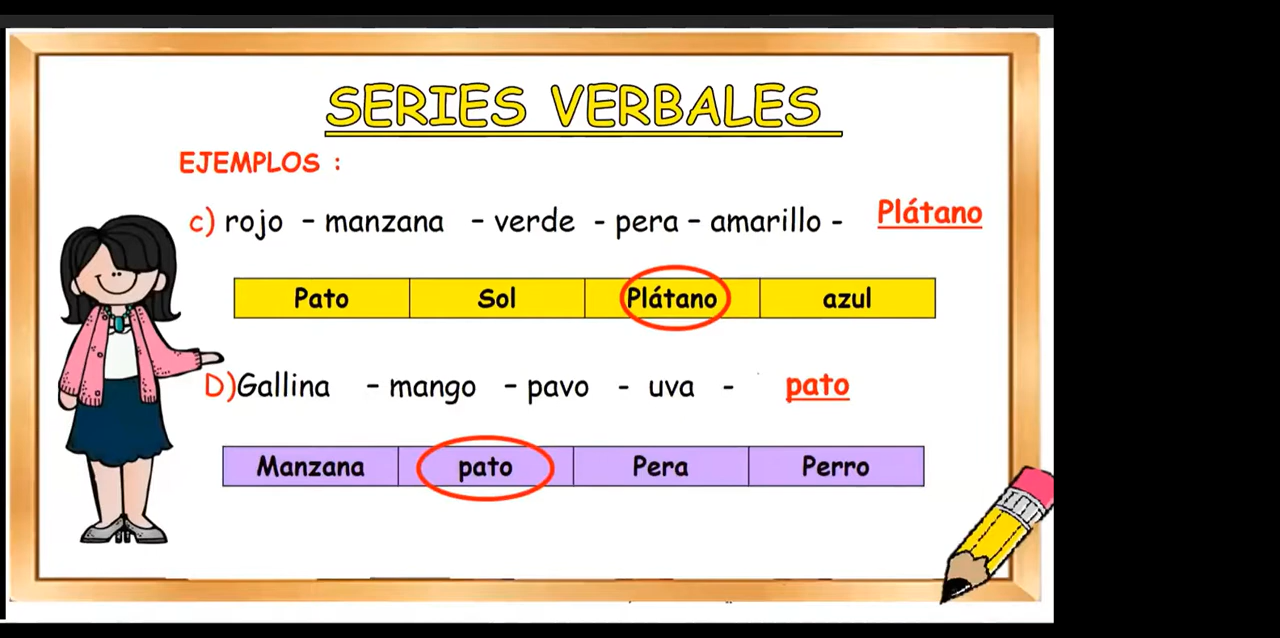 SERIES VERBALES
EJEMPLOS :
c) rojo - manzana - verde - pera - amarillo - Plátano
Pato Sol Plátano azul
D)Gallina - mango - pavo - uva - pato
Manzana pato Pera Perro